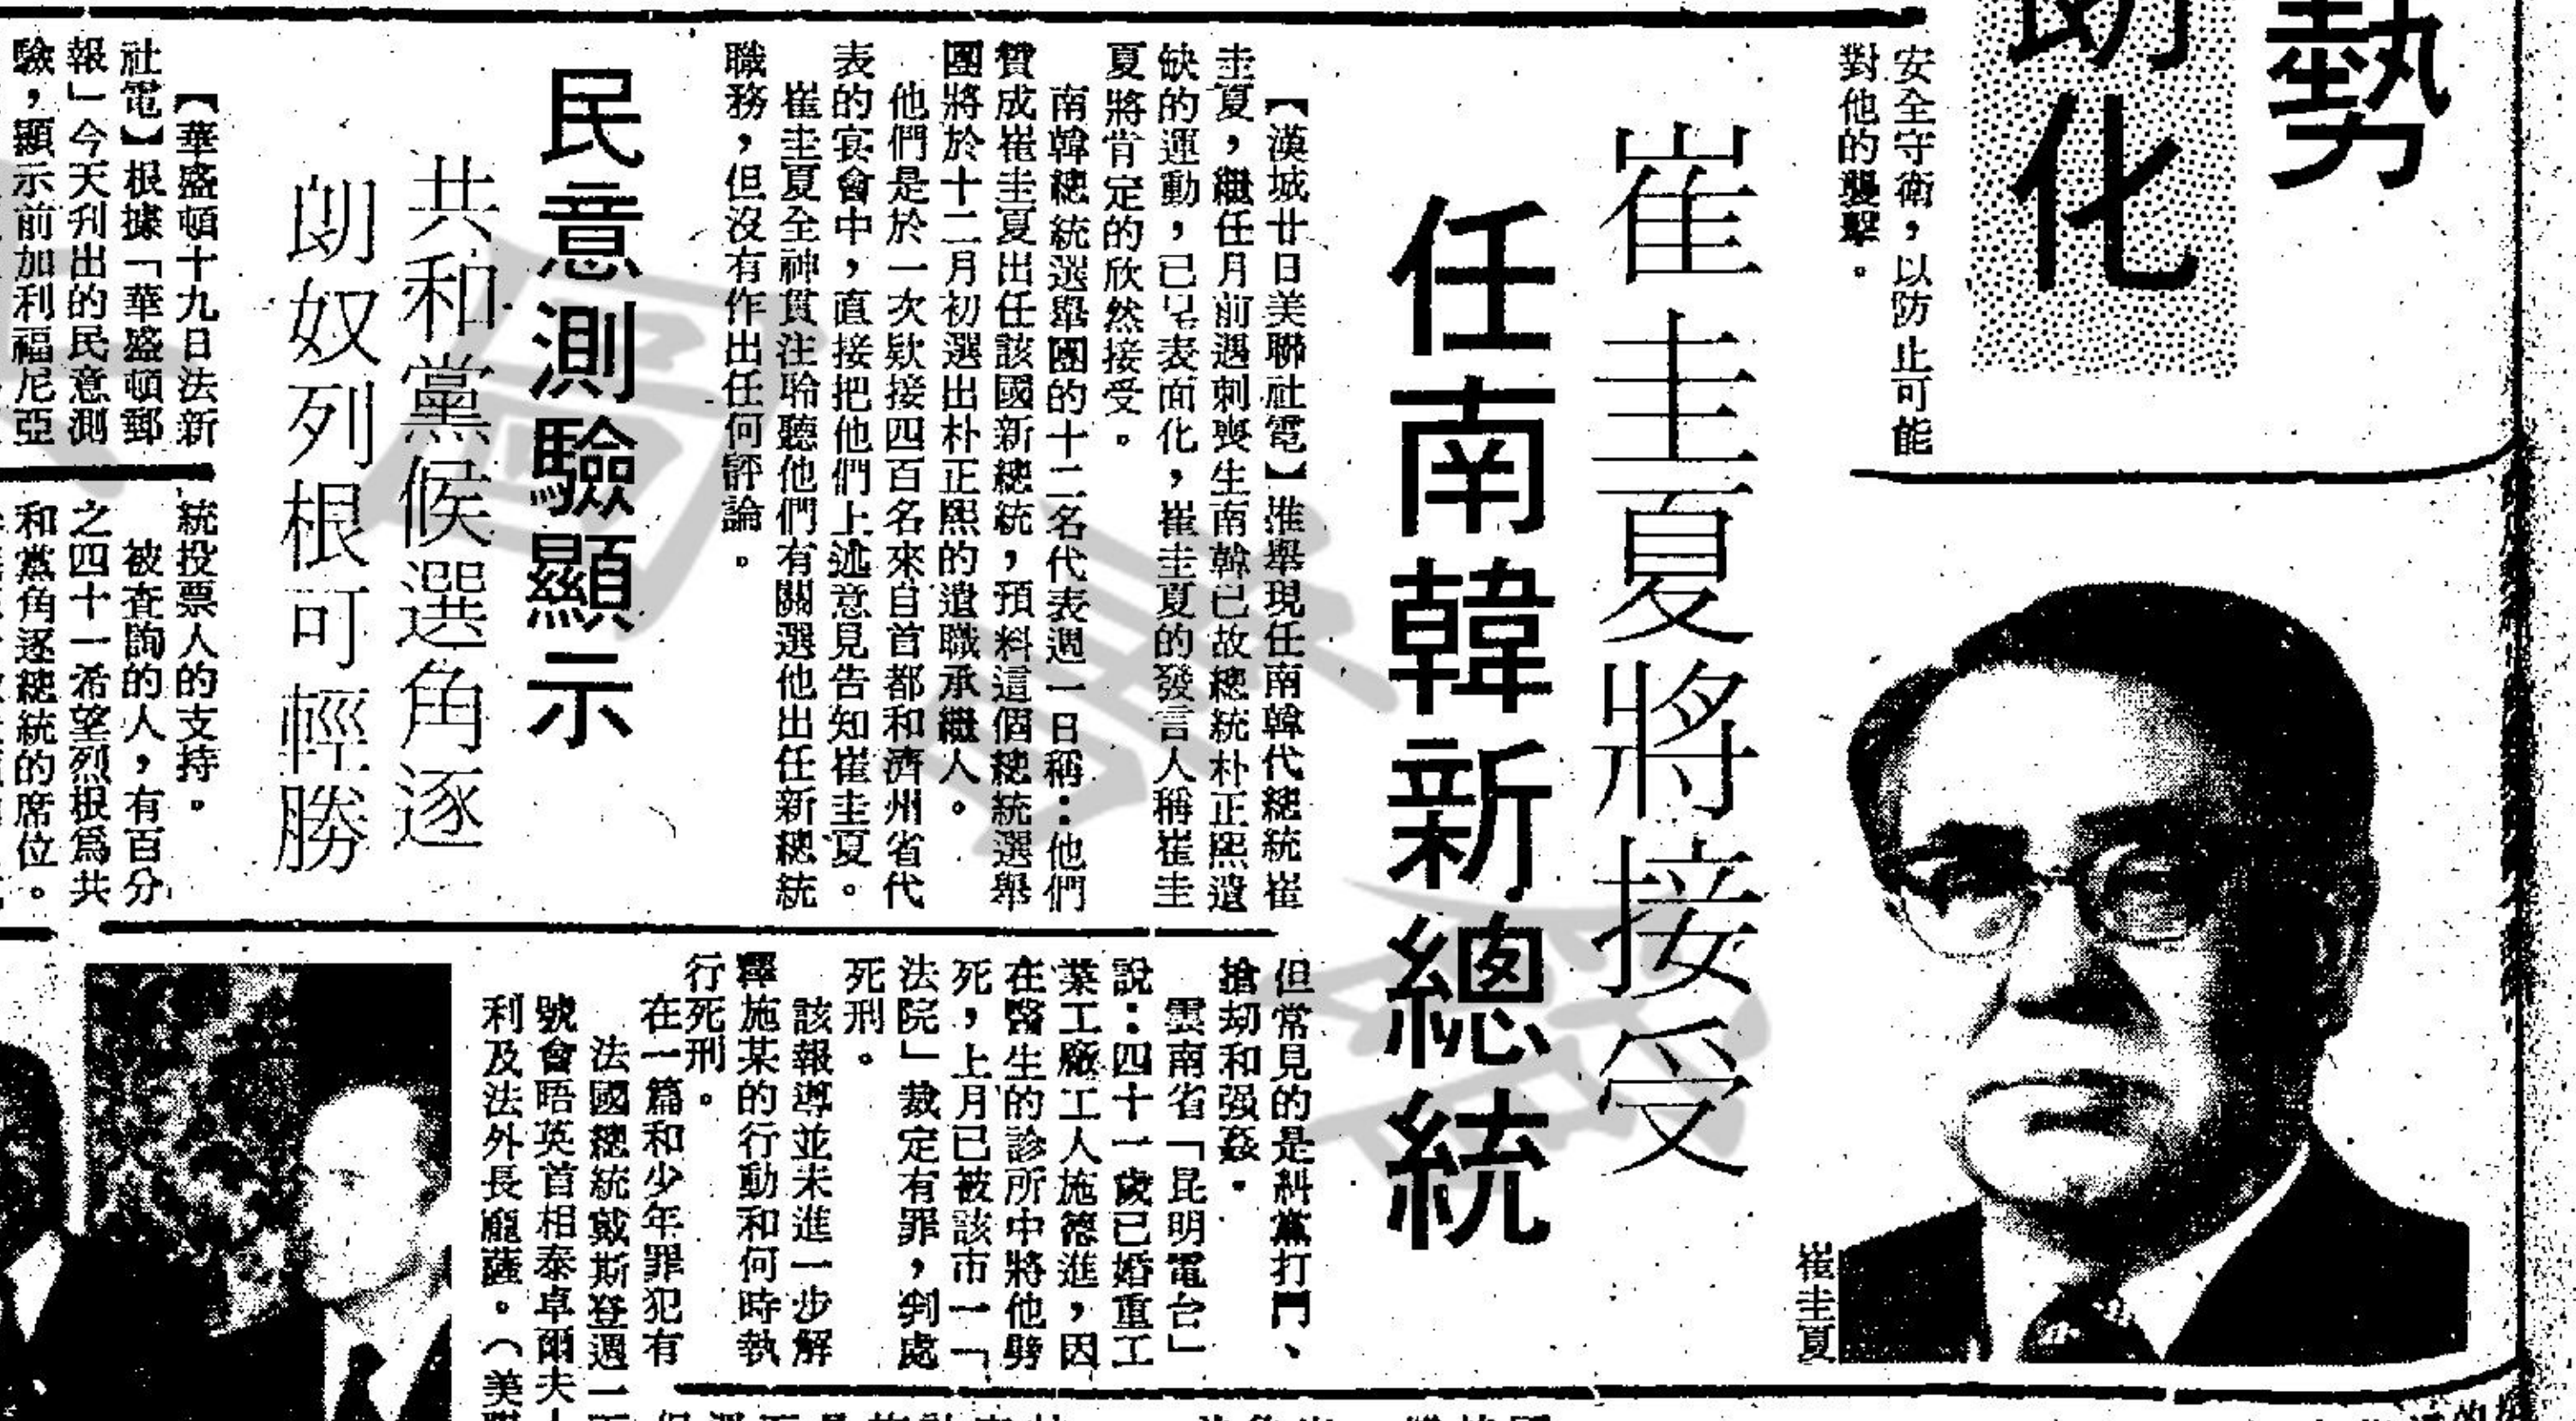 勢
化
安全守衛，以防止可能
對他的襲擊。
崔圭夏將接受
任南韓新總統
崔圭夏
【漢城廿日美聯社電】推舉現任南韓代總統崔
圭夏，繼任月前遇刺喪生南韓已故總統朴正熙遺
缺的運動，已呈表面化，崔圭夏的發言人稱崔圭
夏將肯定的欣然接受。
南韓總統選舉團的十二名代表週一日稱：他們
贊成崔圭夏出任該國新總統，預料這個總統選舉
團將於十二月初選出朴正熙的遺職承繼人。
他們是於一次欵接四百名來自首都和濟州省代
表的宴會中，直接把他們上述意見告知崔圭夏。
崔圭夏全神貫注聆聽他們有關選他出任新總統
職務，但沒有作出任何評論。
民意測驗顯示
共和黨候選角逐
朗奴列根可輕勝
【華盛頓十九日法新
社電】根據「華盛頓郵
報」今天刋出的民意測
驗，顯示前加利福尼亞
統投票人的支持。
被查詢的人，有百分
之四十一希望烈根爲共
和黨角逐總統的席位。
但常見的是糾黨打鬥、
搶刧和强姦。
雲南省「昆明電台」
說：四十一歲已婚重工
業工廠工人施德進，因
在醫生的診所中將他劈
死，上月已被該市一「
法院」裁定有罪，判處
死刑。
該報導並未進一步解
釋施某的行動和何時執
行死刑。
在一篇和少年罪犯有
法國總統戴斯登週一
號會晤英首相泰卓爾夫人
利及法外長龐薩。（美聯